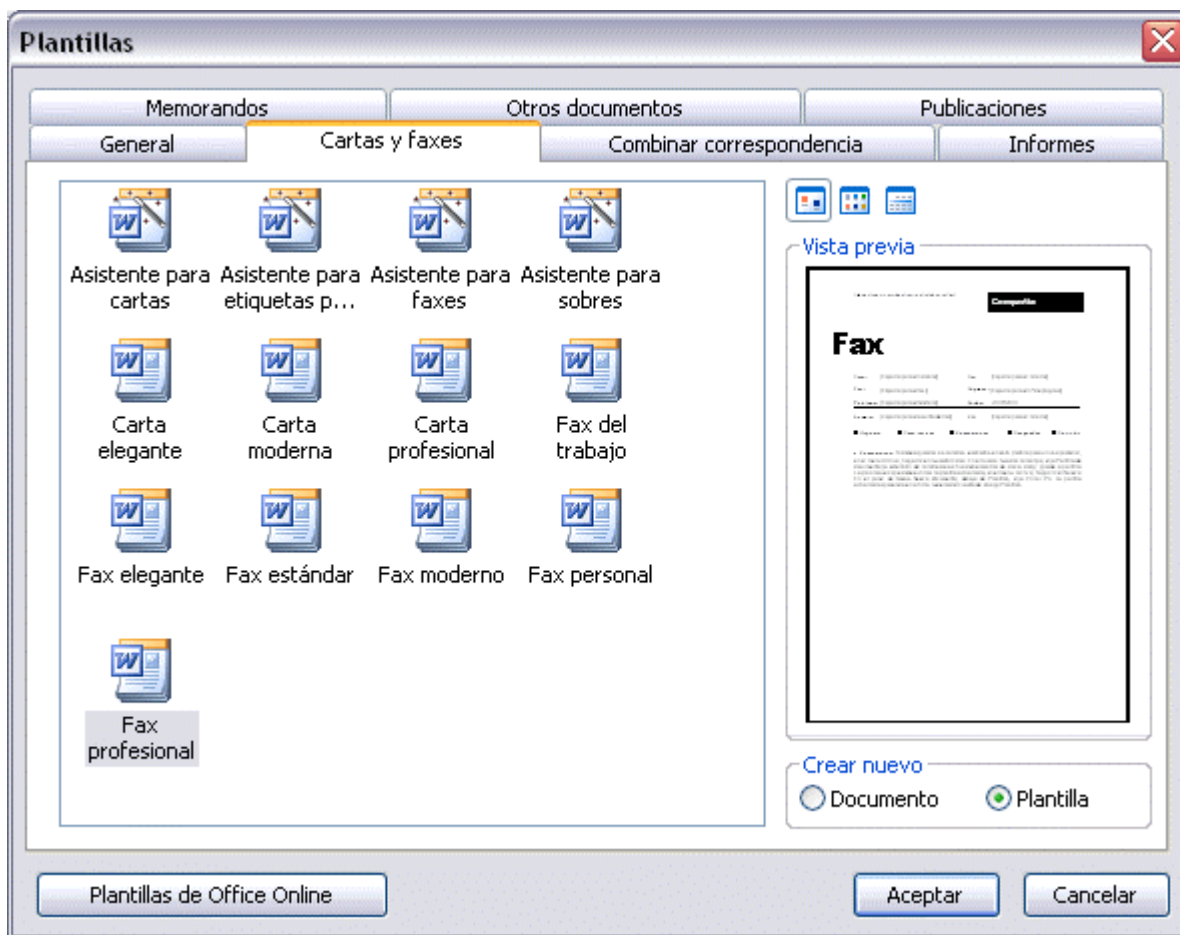 Plantillas
Memorandos Otros documentos Publicaciones
General Cartas y faxes Combinar correspondencia Informes
Asistente para cartas
Asistente para etiquetas p...
Asistente para faxes
Asistente para sobres
Carta elegante
Carta moderna
Carta profesional
Fax del trabajo
Fax elegante
Fax estándar
Fax moderno
Fax personal
Fax profesional
Vista previa
Compañía
Fax
Crear nuevo
Documento Plantilla
Plantillas de Office Online Aceptar Cancelar